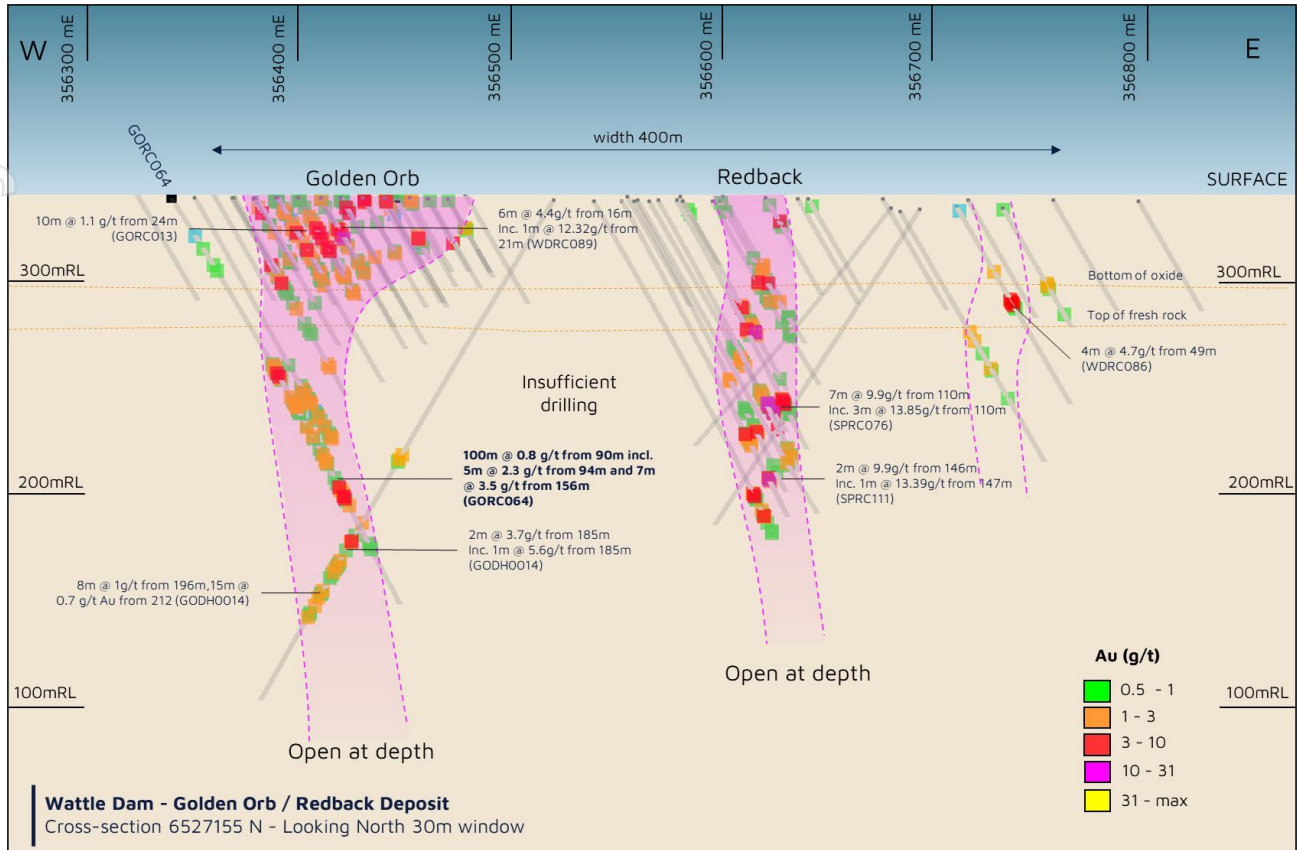 W
356300 mE
356400 mE
356500 mE
356600 mE
356700 mE
356800 mE
E
GORC064
width 400m
Golden Orb
Redback
SURFACE
10m @ 1.1 g/t from 24m
(GORC013)
6m @ 4.4g/t from 16m
Inc. 1m @ 12.32g/t from
21m (WDRC089)
300mRL
300mRL
Bottom of oxide
Top of fresh rock
4m @ 4.7g/t from 49m
(WDRC086)
Insufficient
drilling
7m @ 9.9g/t from 110m
Inc. 3m @ 13.85g/t from 110m
(SPRC076)
100m @ 0.8 g/t from 90m incl.
5m @ 2.3 g/t from 94m and 7m
@ 3.5 g/t from 156m
(GORC064)
2m @ 9.9g/t from 146m
Inc. 1m @ 13.39g/t from 147m
(SPRC111)
200mRL
200mRL
2m @ 3.7g/t from 185m
Inc. 1m @ 5.6g/t from 185m
(GODH0014)
8m @ 1g/t from 196m,15m @
0.7 g/t Au from 212 (GODH0014)
Open at depth
Au (g/t)
0.5 - 1
1 - 3
3 - 10
10 - 31
31 - max
100mRL
100mRL
Open at depth
Wattle Dam - Golden Orb / Redback Deposit
Cross-section 6527155 N - Looking North 30m window